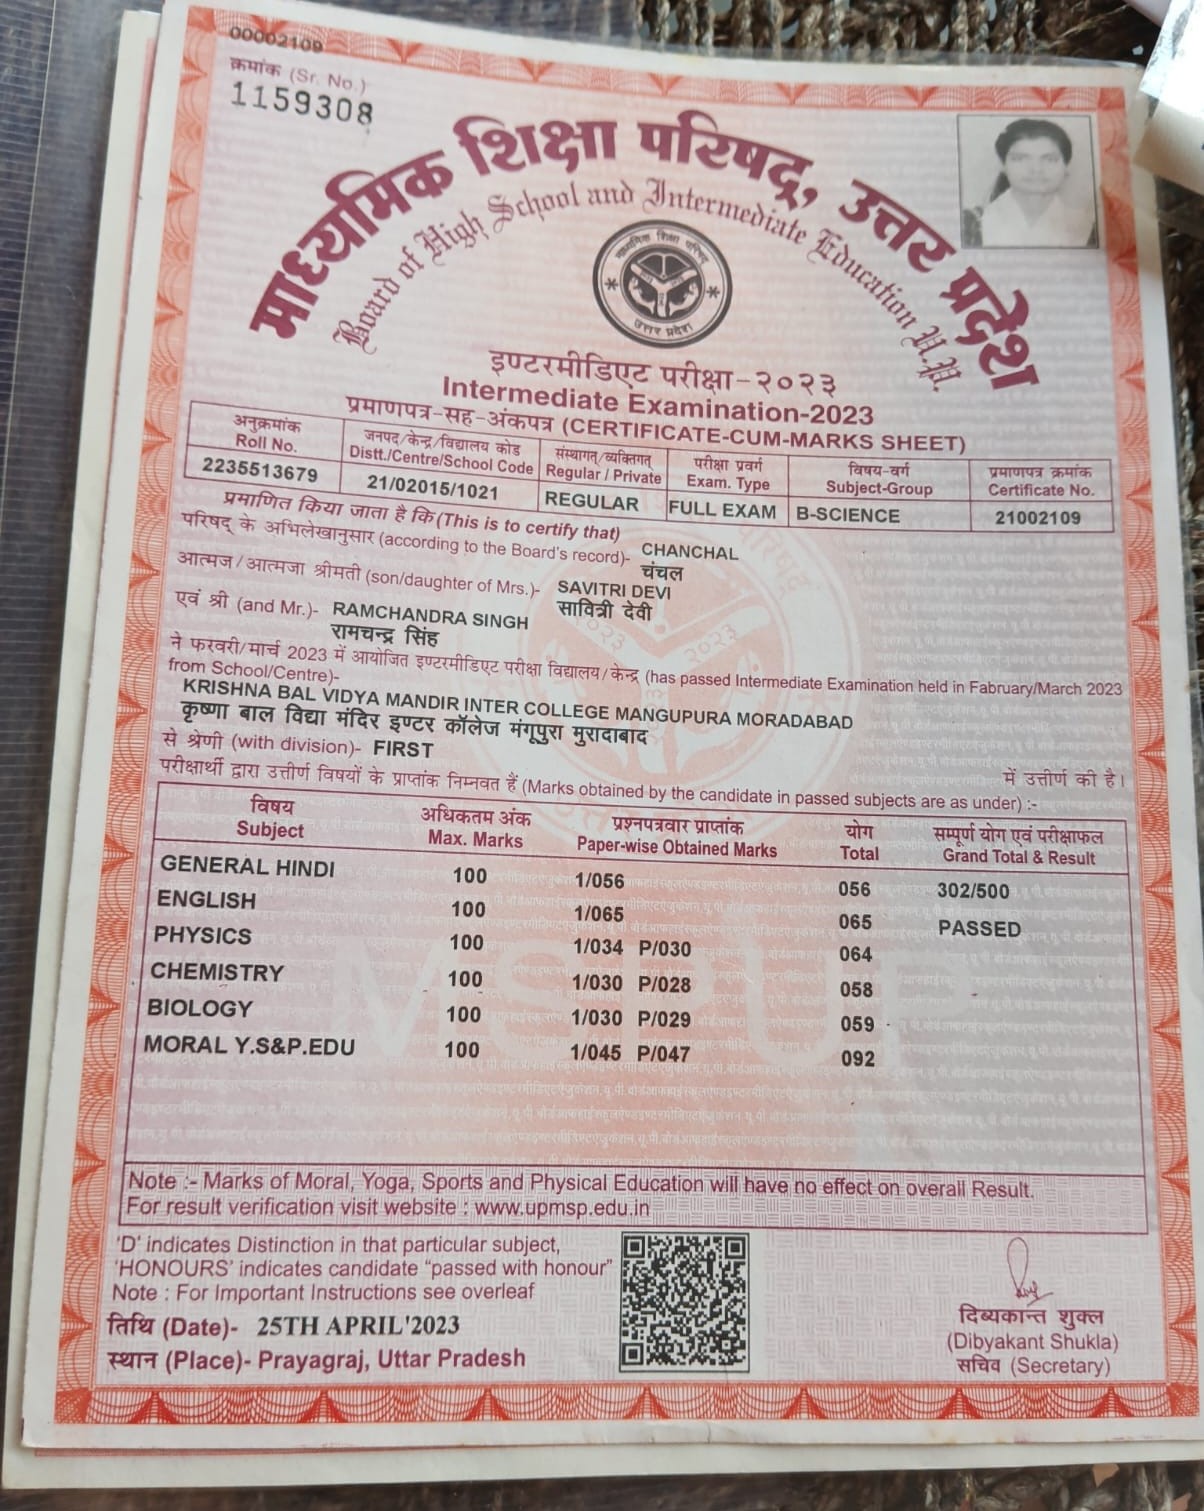 00002109
क्रमांक (Sr. No.)
1159308
माध्यमिक शिक्षा परिषद्, उत्तर प्रदेश
Board of High School and Intermediate Education U.P.
माध्यमिक शिक्षा परिषद्
उत्तर प्रदेश
इण्टरमीडिएट परीक्षा-२०२३
Intermediate Examination-2023
प्रमाणपत्र-सह-अंकपत्र (CERTIFICATE-CUM-MARKS SHEET)
अनुक्रमांक जनपद/केन्द्र/विद्यालय कोड संस्थागत्/व्यक्तिगत् परीक्षा प्रवर्ग विषय-वर्ग प्रमाणपत्र क्रमांक
Roll No. Distt./Centre/School Code Regular / Private Exam. Type Subject-Group Certificate No.
2235513679 21/02015/1021 REGULAR FULL EXAM B-SCIENCE 21002109
प्रमाणित किया जाता है कि (This is to certify that)
परिषद् के अभिलेखानुसार (according to the Board's record)- CHANCHAL
चंचल
आत्मज/आत्मजा श्रीमती (son/daughter of Mrs.)- SAVITRI DEVI
सावित्री देवी
एवं श्री (and Mr.)- RAMCHANDRA SINGH
रामचन्द्र सिंह
ने फरवरी/मार्च 2023 में आयोजित इण्टरमीडिएट परीक्षा विद्यालय/केन्द्र (has passed Intermediate Examination held in Fabruary/March 2023
from School/Centre)-
KRISHNA BAL VIDYA MANDIR INTER COLLEGE MANGUPURA MORADABAD
कृष्णा बाल विद्या मंदिर इण्टर कॉलेज मंगूपुरा मुरादाबाद
से श्रेणी (with division)- FIRST में उत्तीर्ण की है।
परीक्षार्थी द्वारा उत्तीर्ण विषयों के प्राप्तांक निम्नवत हैं (Marks obtained by the candidate in passed subjects are as under) :-
विषय अधिकतम अंक प्रश्नपत्रवार प्राप्तांक योग सम्पूर्ण योग एवं परीक्षाफल
Subject Max. Marks Paper-wise Obtained Marks Total Grand Total & Result
GENERAL HINDI 100 1/056 056 302/500
ENGLISH 100 1/065 065 PASSED
PHYSICS 100 1/034 P/030 064
CHEMISTRY 100 1/030 P/028 058
BIOLOGY 100 1/030 P/029 059
MORAL Y.S&P.EDU 100 1/045 P/047 092
Note :- Marks of Moral, Yoga, Sports and Physical Education will have no effect on overall Result.
For result verification visit website : www.upmsp.edu.in
'D' indicates Distinction in that particular subject,
'HONOURS' indicates candidate "passed with honour"
Note : For Important Instructions see overleaf
तिथि (Date)- 25TH APRIL'2023
स्थान (Place)- Prayagraj, Uttar Pradesh
दिब्यकान्त शुक्ल
(Dibyakant Shukla)
सचिव (Secretary)